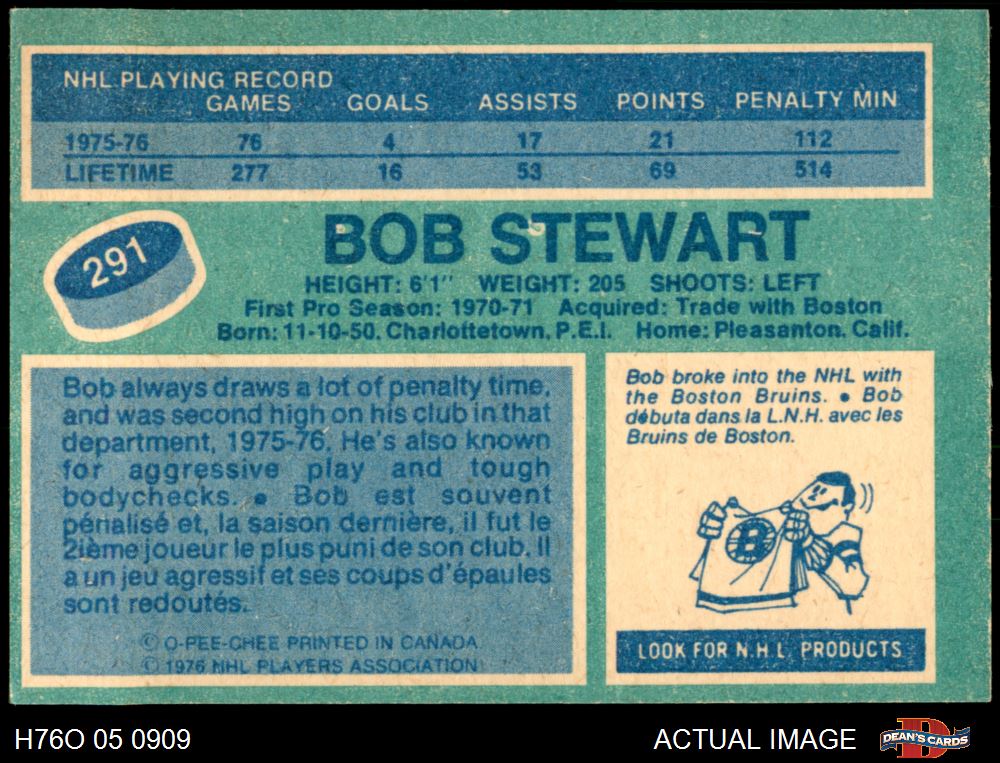 NHL PLAYING RECORD
GAMES GOALS ASSISTS POINTS PENALTY MIN
1975-76 76 4 17 21 112
LIFETIME 277 16 53 69 514
291
BOB STEWART
HEIGHT: 6'1" WEIGHT: 205 SHOOTS: LEFT
First Pro Season: 1970-71 Acquired: Trade with Boston
Born: 11-10-50, Charlottetown, P.E.I. Home: Pleasanton, Calif.
Bob always draws a lot of penalty time,
and was second high on his club in that
department, 1975-76. He's also known
for aggressive play and tough
bodychecks. • Bob est souvent
pénalisé et, la saison dernière, il fut le
2ième joueur le plus puni de son club. Il
a un jeu agressif et ses coups d'épaules
sont redoutés.
© O-PEE-CHEE PRINTED IN CANADA
© 1976 NHL PLAYERS ASSOCIATION
Bob broke into the NHL with
the Boston Bruins. • Bob
débuta dans la L.N.H. avec les
Bruins de Boston.
B
LOOK FOR N.H.L. PRODUCTS
H76O 05 0909 ACTUAL IMAGE
D
DEAN'S CARDS